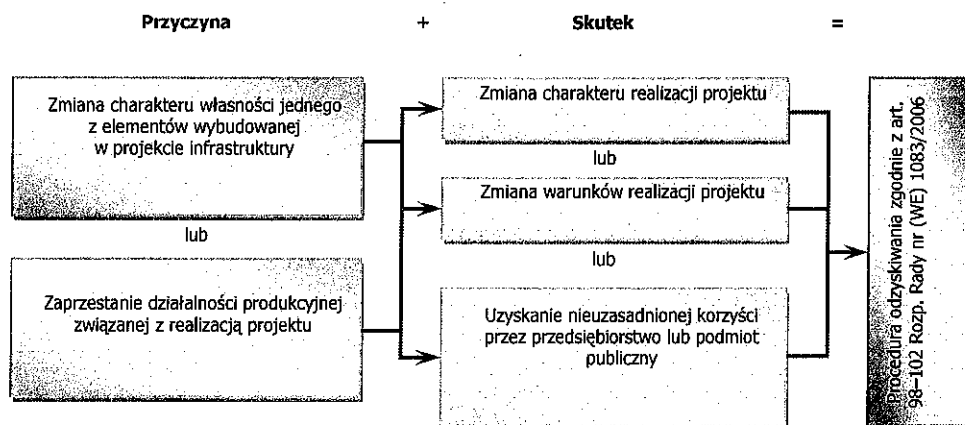 Przyczyna + Skutek =
Zmiana charakteru własności jednego
z elementów wybudowanej
w projekcie infrastruktury
lub
Zaprzestanie działalności produkcyjnej
związanej z realizacją projektu
Zmiana charakteru realizacji projektu
lub
Zmiana warunków realizacji projektu
lub
Uzyskanie nieuzasadnionej korzyści
przez przedsiębiorstwo lub podmiot
publiczny
Procedura odzyskiwania zgodnie z art.
98–102 Rozp. Rady nr (WE) 1083/2006